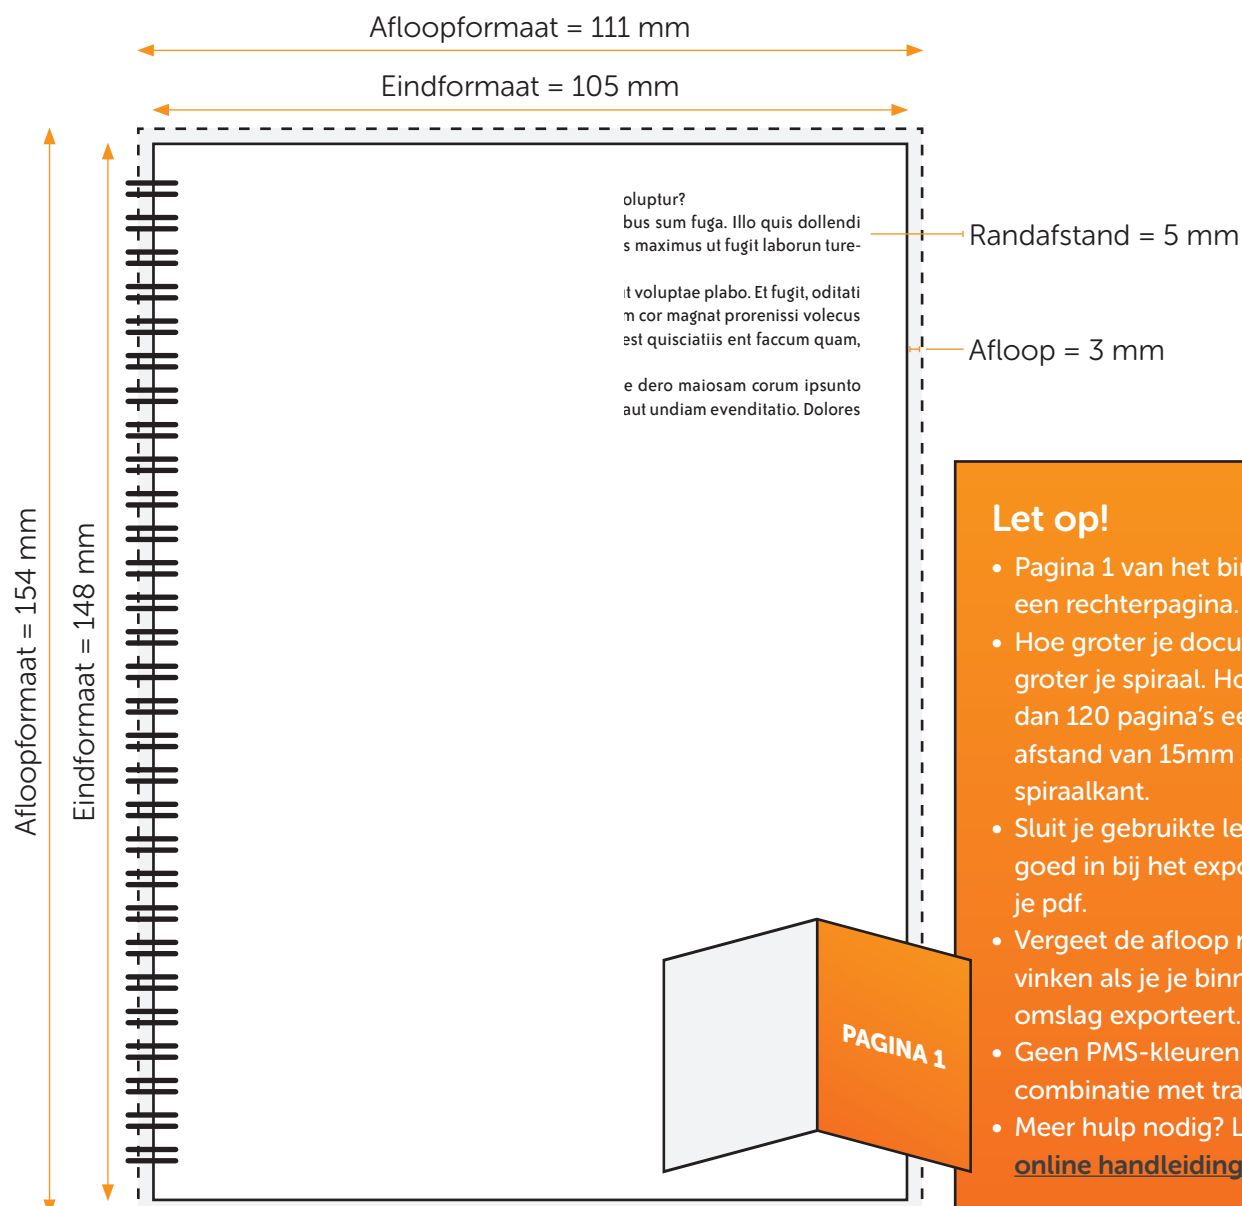 Afloopformaat = 111 mm
Eindformaat = 105 mm
Afloopformaat = 154 mm
Eindformaat = 148 mm
oluptur?
bus sum fuga. Illo quis dollendi
s maximus ut fugit laborun ture-
t voluptae plabo. Et fugit, oditati
m cor magnat prorenissi volecus
est quisciatiis ent faccum quam,
e dero maiosam corum ipsunto
aut undiam evenditatio. Dolores
Randafstand = 5 mm
Afloop = 3 mm
Let op!
• Pagina 1 van het bin
een rechterpagina.
• Hoe groter je docu
groter je spiraal. Ho
dan 120 pagina's ee
afstand van 15mm
spiraalkant.
• Sluit je gebruikte le
goed in bij het expo
je pdf.
• Vergeet de afloop n
vinken als je je binn
omslag exporteert.
• Geen PMS-kleuren
combinatie met tra
• Meer hulp nodig? L
online handleiding
PAGINA 1